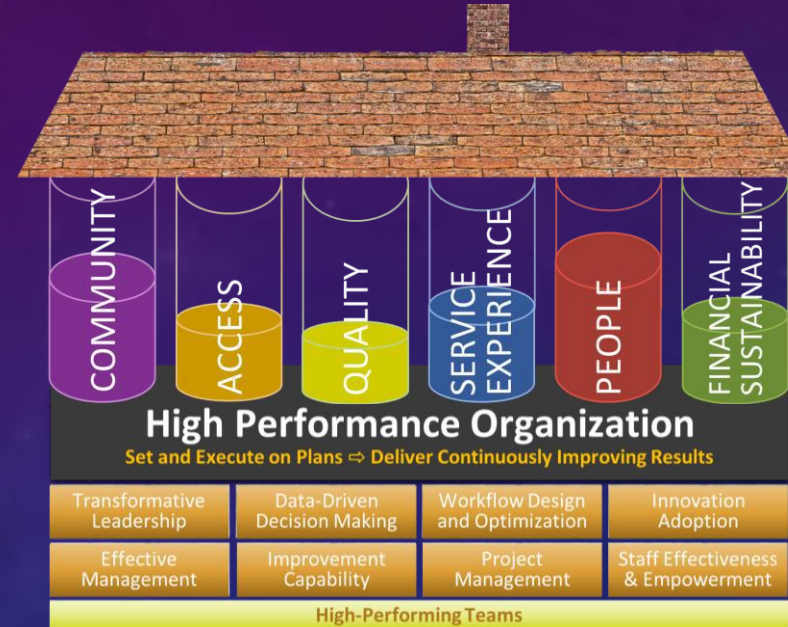 COMMUNITY
ACCESS
QUALITY
SERVICE
EXPERIENCE
PEOPLE
FINANCIAL
SUSTAINABILITY
High Performance Organization
Set and Execute on Plans ⇨ Deliver Continuously Improving Results
Transformative
Leadership
Data-Driven
Decision Making
Workflow Design
and Optimization
Innovation
Adoption
Effective
Management
Improvement
Capability
Project
Management
Staff Effectiveness
& Empowerment
High-Performing Teams